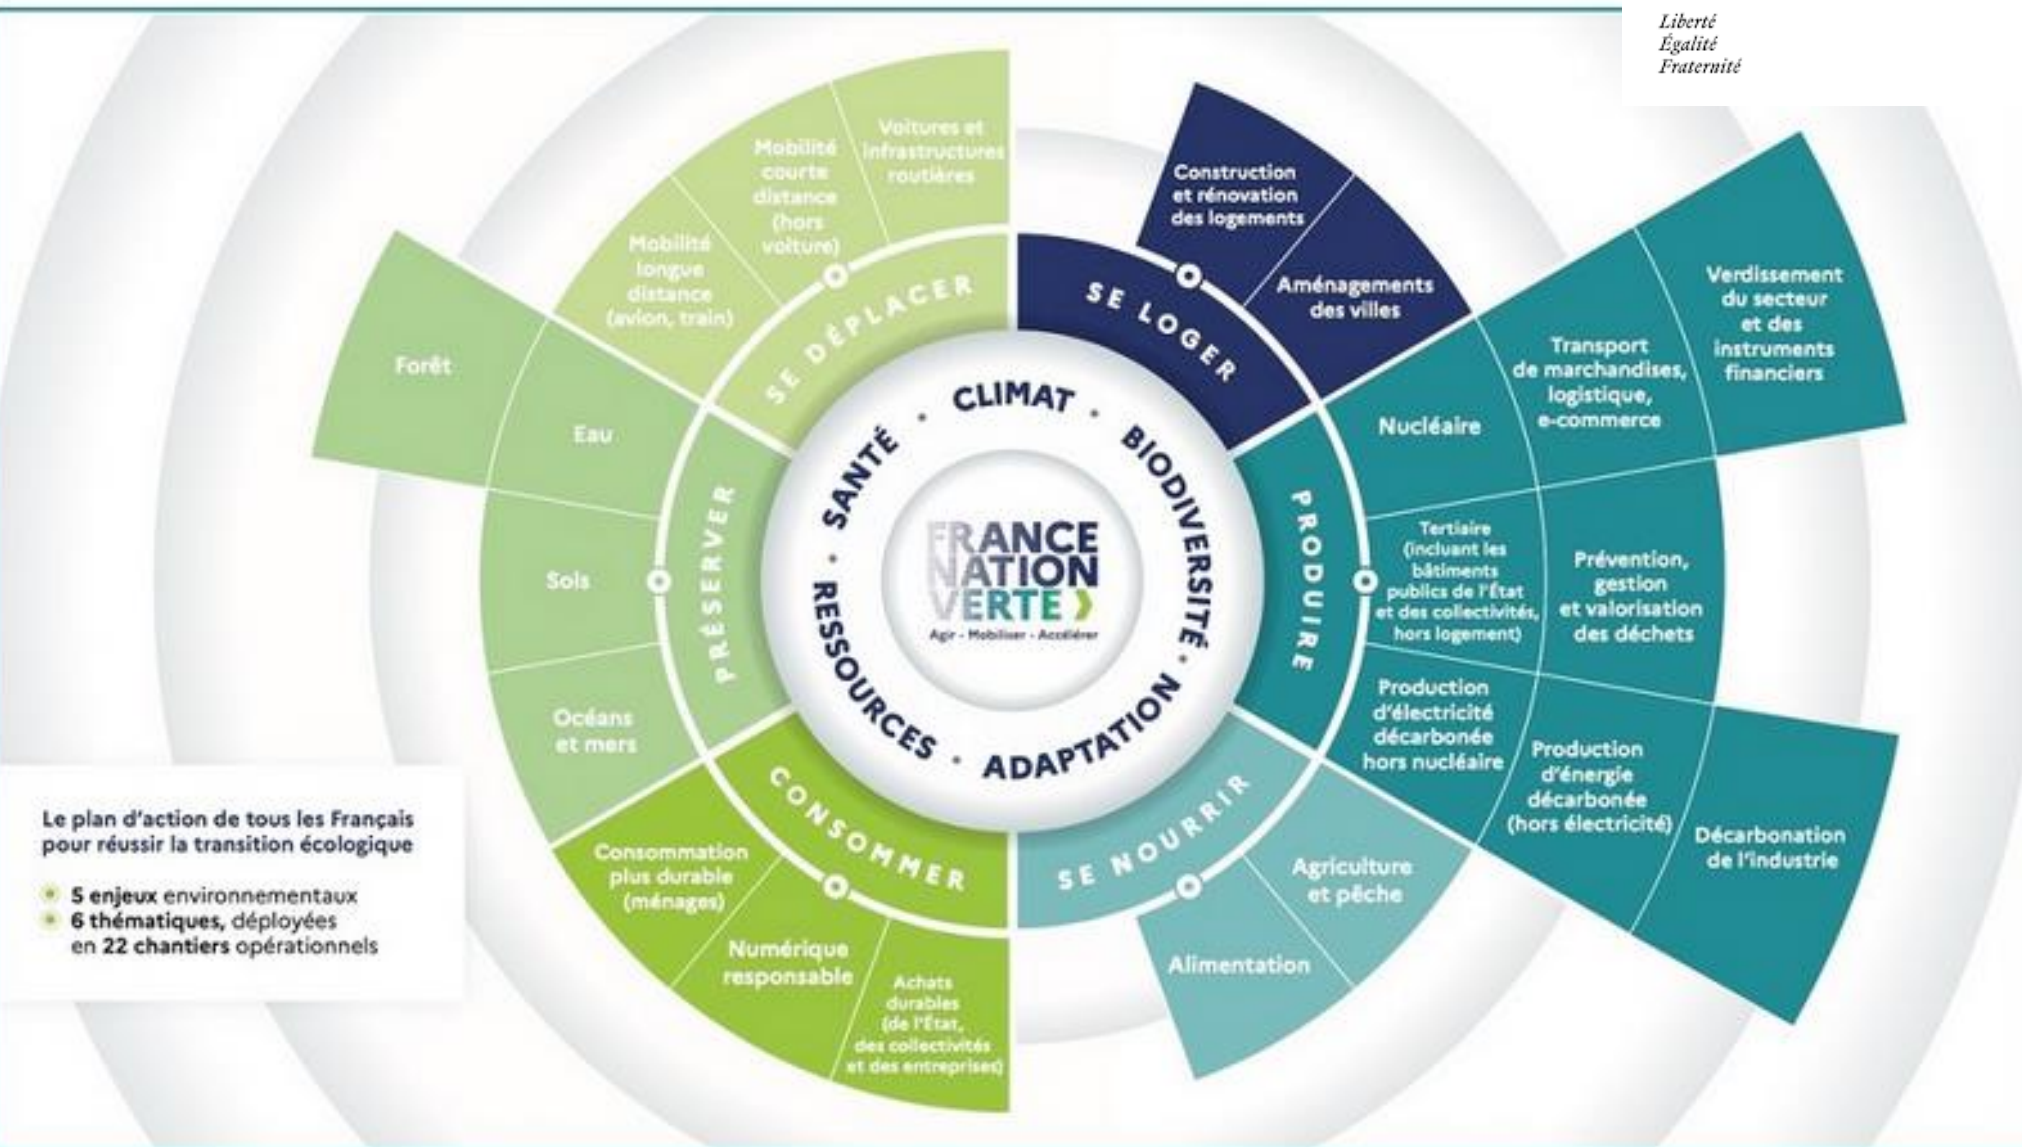 Liberté
Égalité
Fraternité
Voitures et
infrastructures
routières
Mobilité
courte
distance
(hors
voiture)
Mobilité
longue
distance
(avion, train)
SE DÉPLACER
Construction
et rénovation
des logements
Aménagements
des villes
SE LOGER
Verdissement
du secteur
et des
instruments
financiers
Transport
de marchandises,
logistique,
e-commerce
Nucléaire
Tertiaire
(incluant les
bâtiments
publics de l'État
et des collectivités,
hors logement)
Prévention,
gestion
et valorisation
des déchets
Production
d'électricité
décarbonée
hors nucléaire
Production
d'énergie
décarbonée
(hors électricité)
Décarbonation
de l'industrie
PRODUIRE
Agriculture
et pêche
Alimentation
SE NOURRIR
Achats
durables
(de l'État,
des collectivités
et des entreprises)
Numérique
responsable
Consommation
plus durable
(ménages)
CONSOMMER
Océans
et mers
Sols
Eau
Forêt
PRÉSERVER
CLIMAT · BIODIVERSITÉ · ADAPTATION · RESSOURCES · SANTÉ ·
FRANCE
NATION
VERTE
Agir - Mobiliser - Accélérer
Le plan d'action de tous les Français
pour réussir la transition écologique
5 enjeux environnementaux
6 thématiques, déployées
en 22 chantiers opérationnels